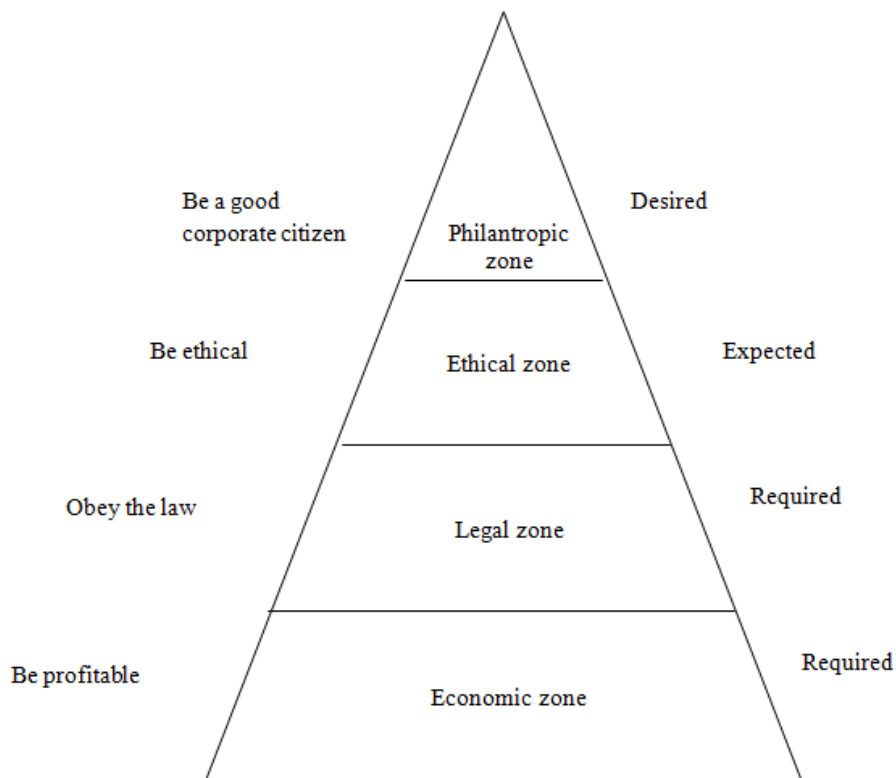 Be a good
corporate citizen
Philantropic
zone
Desired
Be ethical
Ethical zone
Expected
Obey the law
Legal zone
Required
Be profitable
Economic zone
Required